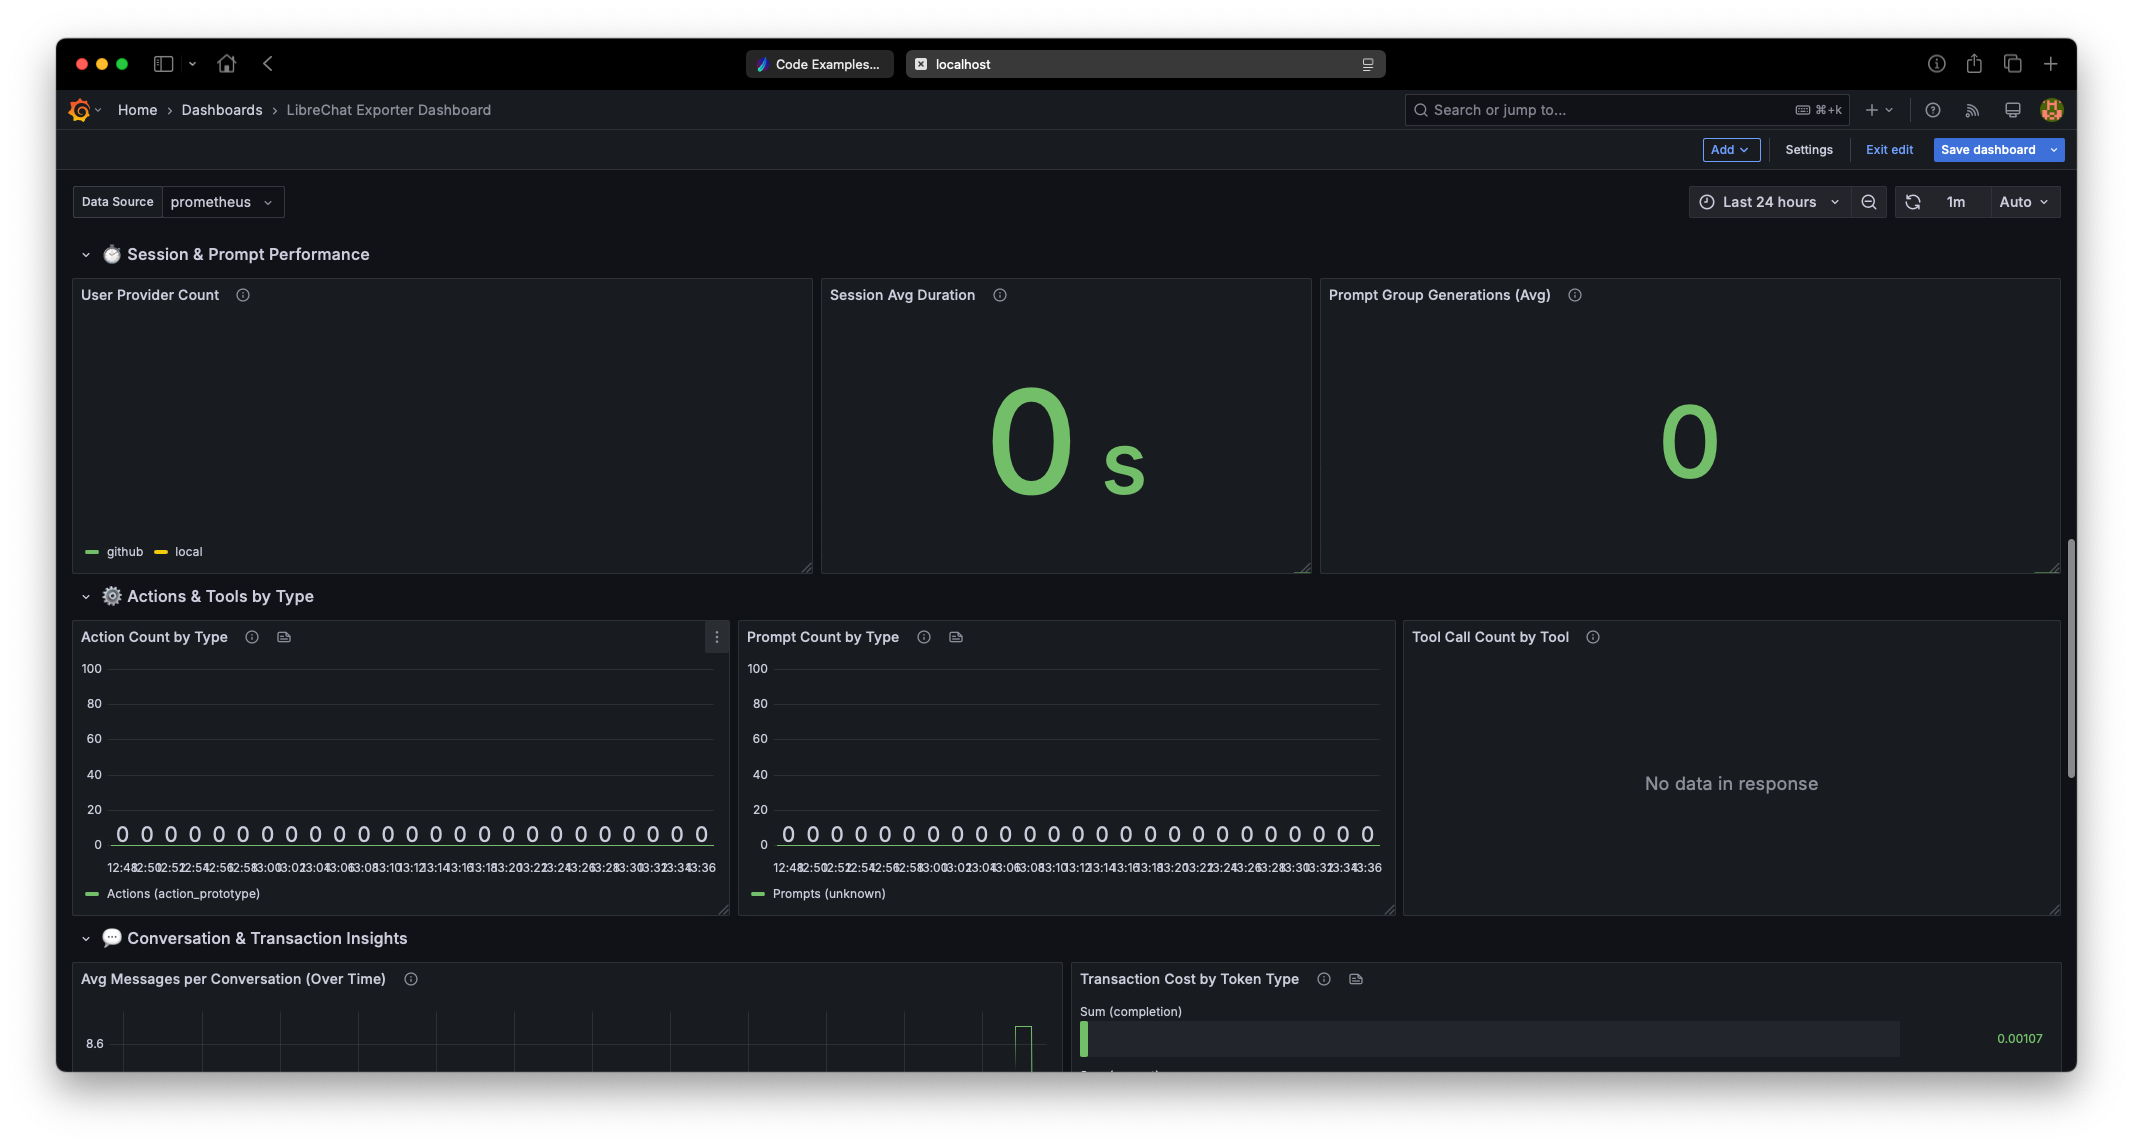 Code Examples...
localhost
Home › Dashboards › LibreChat Exporter Dashboard
Search or jump to...
⌘+k
Add
Settings
Exit edit
Save dashboard
Data Source
prometheus
Last 24 hours
1m
Auto
⏱️ Session & Prompt Performance
User Provider Count
github
local
Session Avg Duration
0 s
Prompt Group Generations (Avg)
0
⚙️ Actions & Tools by Type
Action Count by Type
100
80
60
40
20
0
0 0 0 0 0 0 0 0 0 0 0 0 0 0 0 0 0 0 0 0 0 0 0 0 0
12:48 12:50 12:52 12:54 12:56 12:58 13:00 13:02 13:04 13:06 13:08 13:10 13:12 13:14 13:16 13:18 13:20 13:22 13:24 13:26 13:28 13:30 13:32 13:34 13:36
Actions (action_prototype)
Prompt Count by Type
100
80
60
40
20
0
0 0 0 0 0 0 0 0 0 0 0 0 0 0 0 0 0 0 0 0 0 0 0 0 0
12:48 12:50 12:52 12:54 12:56 12:58 13:00 13:02 13:04 13:06 13:08 13:10 13:12 13:14 13:16 13:18 13:20 13:22 13:24 13:26 13:28 13:30 13:32 13:34 13:36
Prompts (unknown)
Tool Call Count by Tool
No data in response
💬 Conversation & Transaction Insights
Avg Messages per Conversation (Over Time)
8.6
Transaction Cost by Token Type
Sum (completion)
0.00107